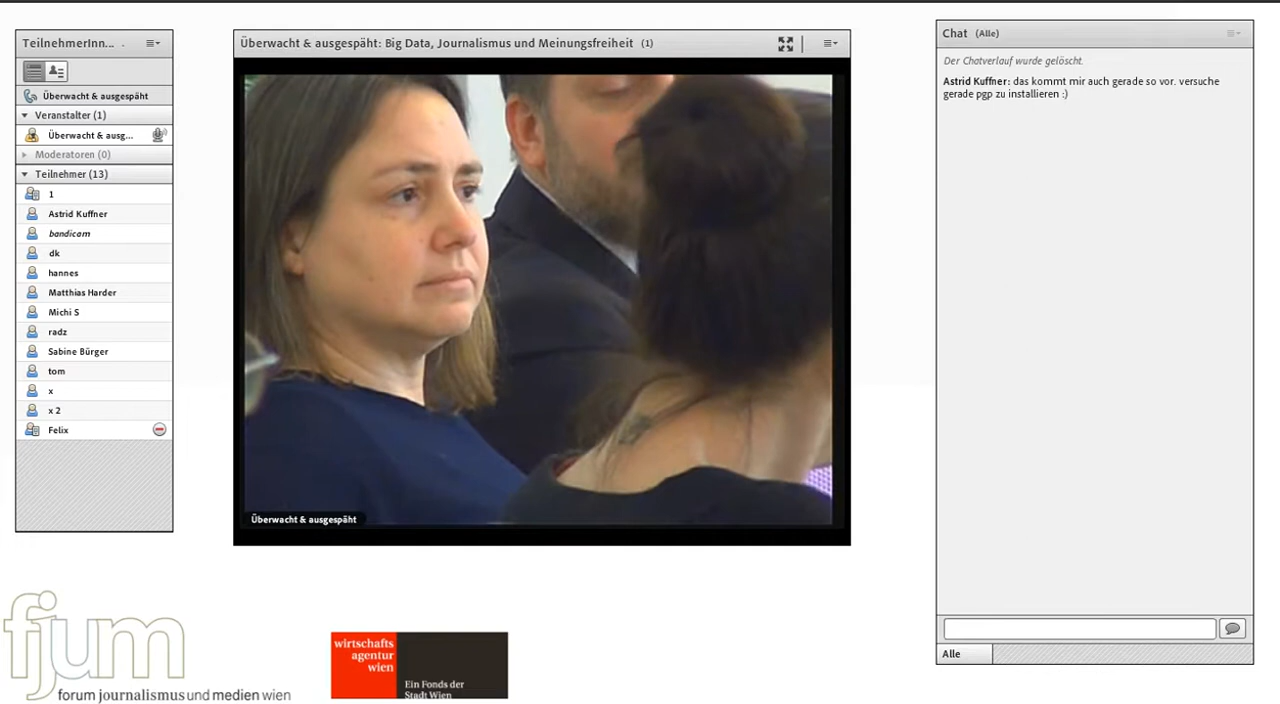 TeilnehmerInn...
Überwacht & ausgespäht
Veranstalter (1)
Überwacht & ausg...
Moderatoren (0)
Teilnehmer (13)
1
Astrid Kuffner
bandicam
dk
hannes
Matthias Harder
Michi S
radz
Sabine Bürger
tom
x
x 2
Felix
Überwacht & ausgespäht: Big Data, Journalismus und Meinungsfreiheit (1)
Überwacht & ausgespäht
Chat (Alle)
Der Chatverlauf wurde gelöscht.
Astrid Kuffner: das kommt mir auch gerade so vor. versuche
gerade pgp zu installieren :)
Alle
fjum
forum journalismus und medien wien
wirtschafts
agentur
wien
Ein Fonds der
Stadt Wien